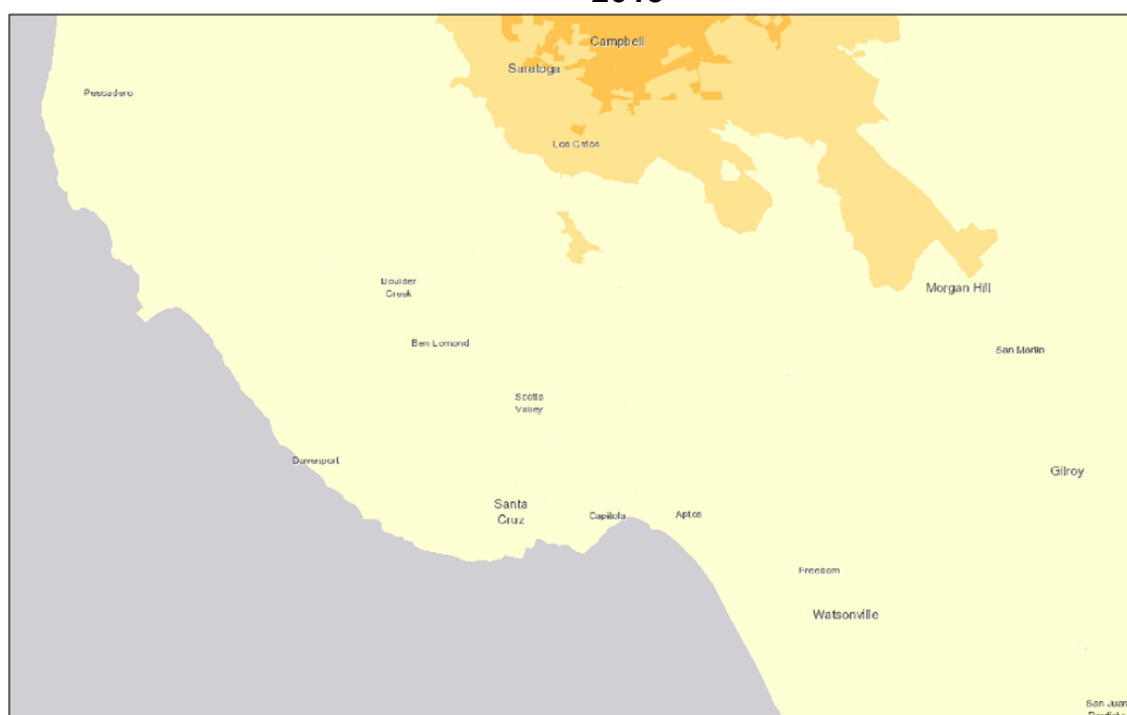 Campbell
Saratoga
Pescadero
Los Gatos
Boulder
Creek
Morgan Hill
Ben Lomond
San Martin
Scotts
Valley
Davenport
Gilroy
Santa
Cruz
Capitola
Aptos
Freedom
Watsonville
San Juan